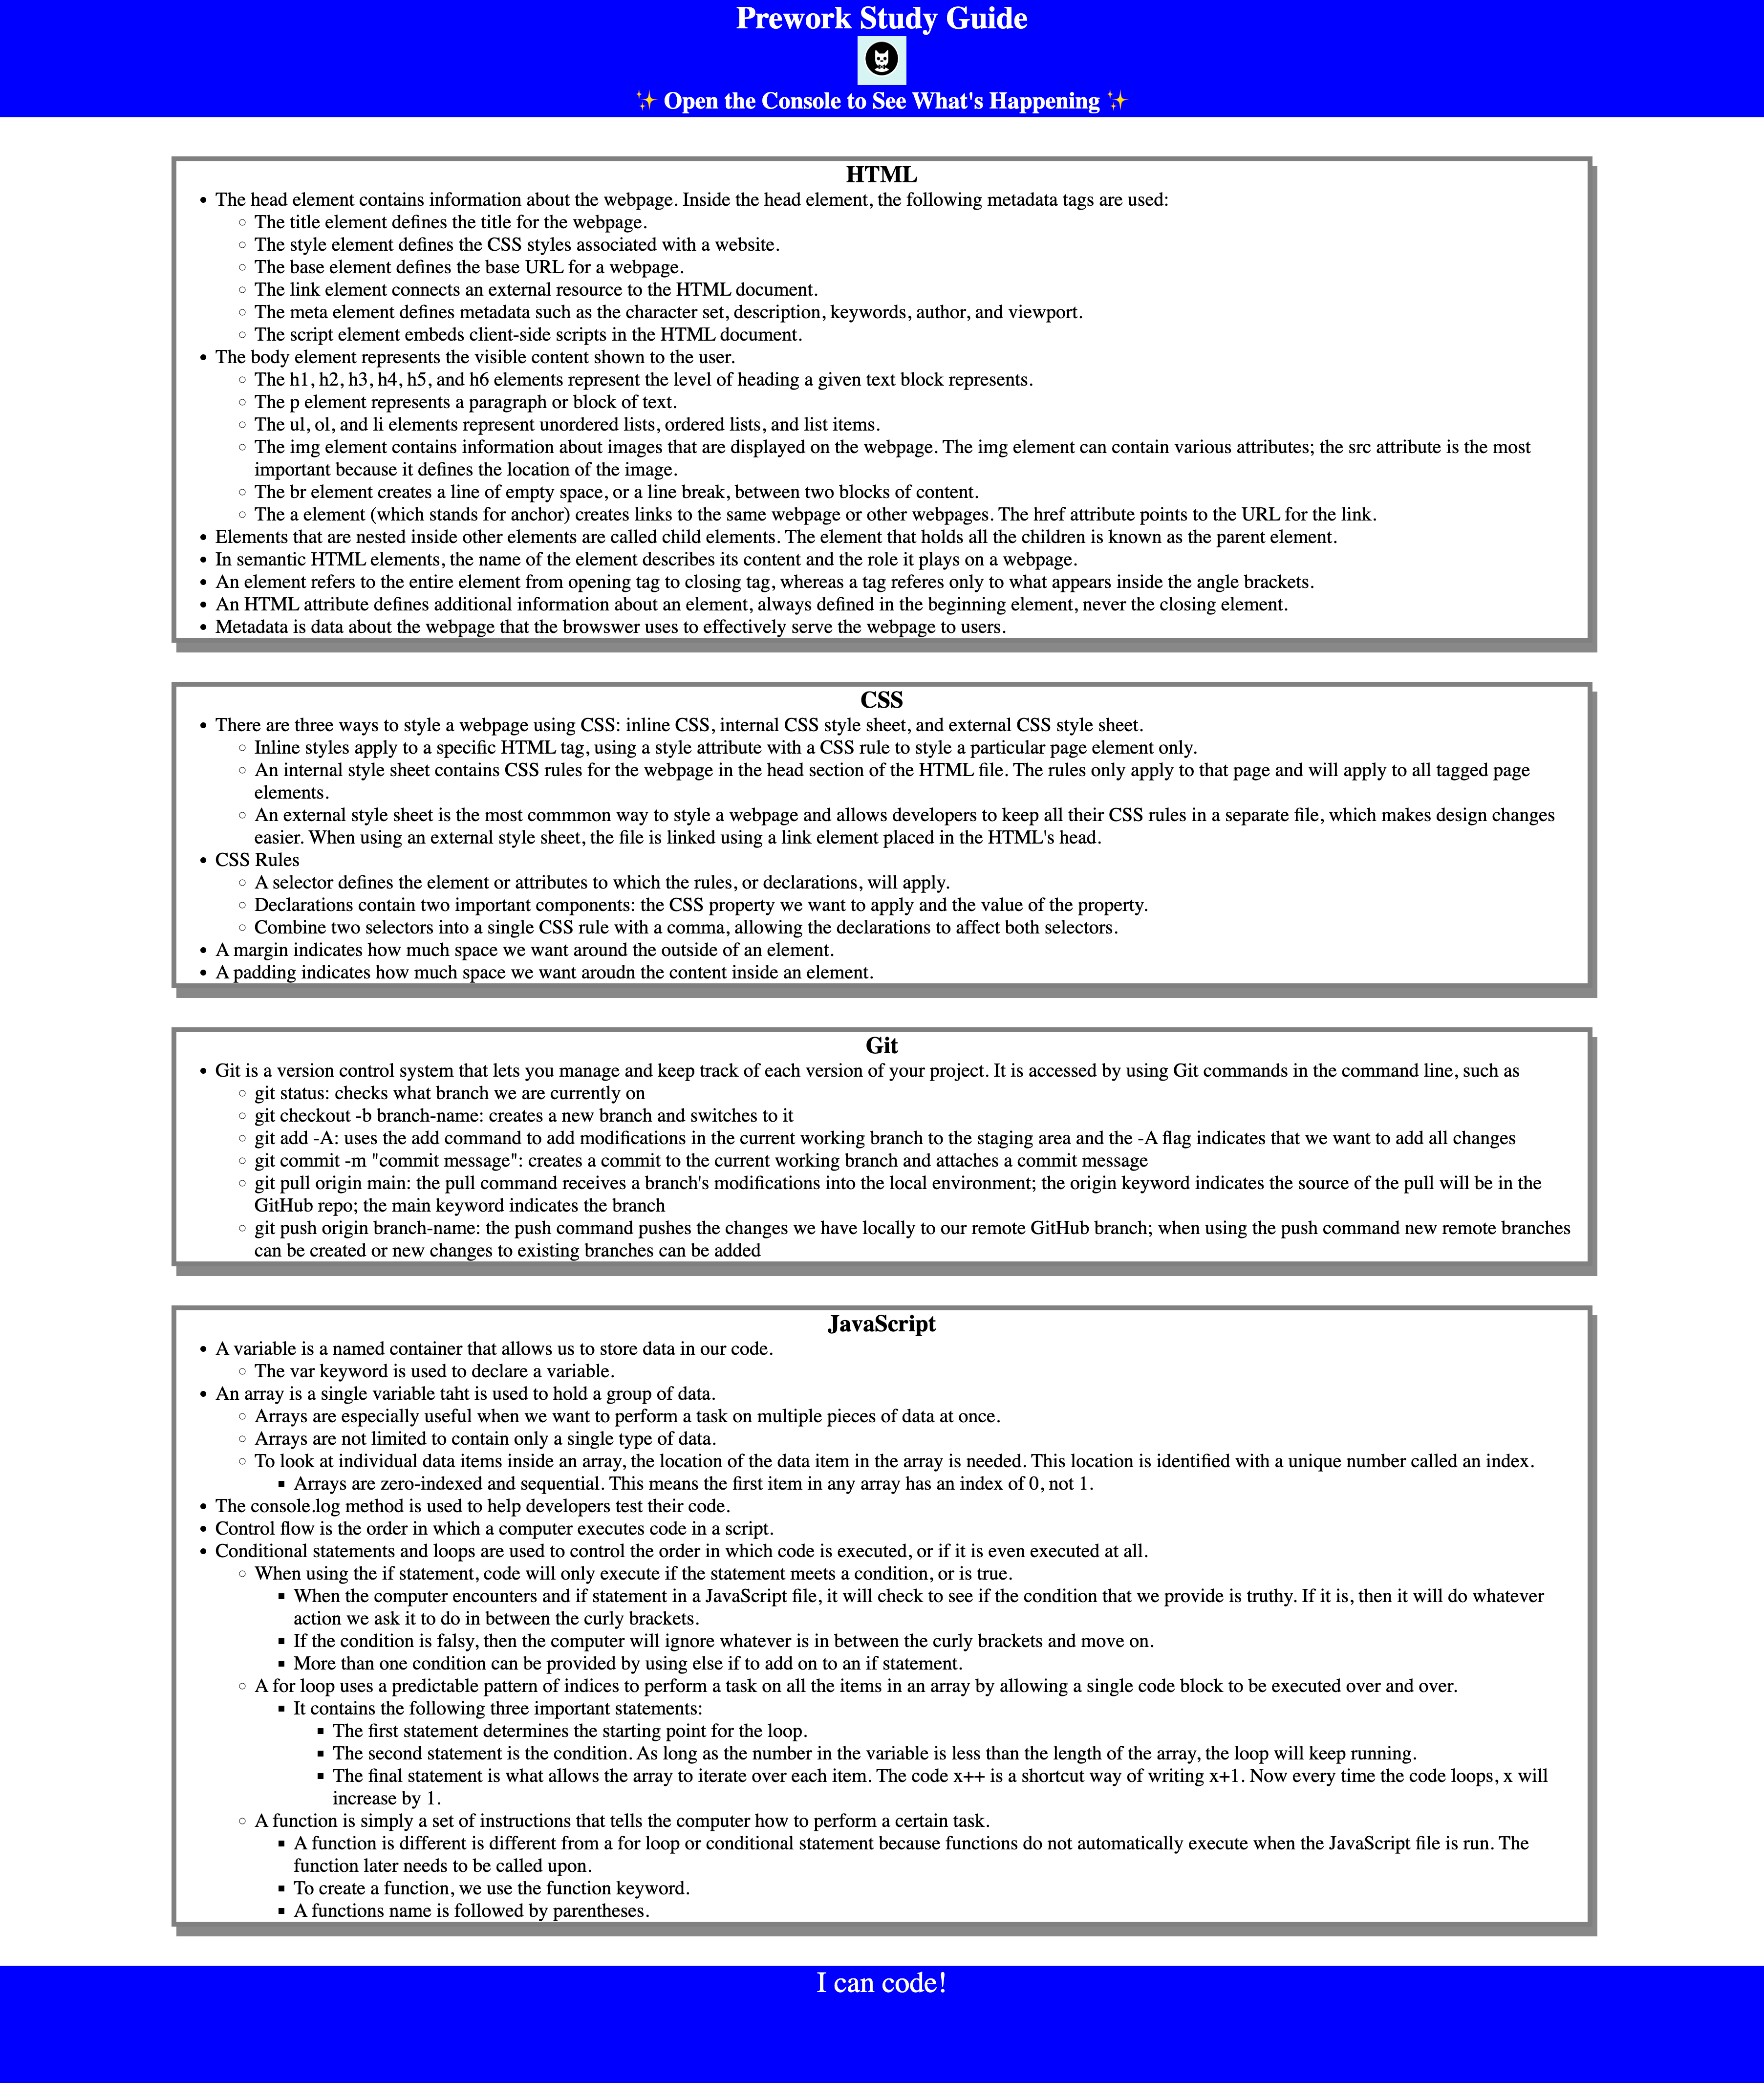 Prework Study Guide
✨ Open the Console to See What's Happening ✨
HTML
• The head element contains information about the webpage. Inside the head element, the following metadata tags are used:
◦ The title element defines the title for the webpage.
◦ The style element defines the CSS styles associated with a website.
◦ The base element defines the base URL for a webpage.
◦ The link element connects an external resource to the HTML document.
◦ The meta element defines metadata such as the character set, description, keywords, author, and viewport.
◦ The script element embeds client-side scripts in the HTML document.
• The body element represents the visible content shown to the user.
◦ The h1, h2, h3, h4, h5, and h6 elements represent the level of heading a given text block represents.
◦ The p element represents a paragraph or block of text.
◦ The ul, ol, and li elements represent unordered lists, ordered lists, and list items.
◦ The img element contains information about images that are displayed on the webpage. The img element can contain various attributes; the src attribute is the most
important because it defines the location of the image.
◦ The br element creates a line of empty space, or a line break, between two blocks of content.
◦ The a element (which stands for anchor) creates links to the same webpage or other webpages. The href attribute points to the URL for the link.
• Elements that are nested inside other elements are called child elements. The element that holds all the children is known as the parent element.
• In semantic HTML elements, the name of the element describes its content and the role it plays on a webpage.
• An element refers to the entire element from opening tag to closing tag, whereas a tag referes only to what appears inside the angle brackets.
• An HTML attribute defines additional information about an element, always defined in the beginning element, never the closing element.
• Metadata is data about the webpage that the browswer uses to effectively serve the webpage to users.
CSS
• There are three ways to style a webpage using CSS: inline CSS, internal CSS style sheet, and external CSS style sheet.
◦ Inline styles apply to a specific HTML tag, using a style attribute with a CSS rule to style a particular page element only.
◦ An internal style sheet contains CSS rules for the webpage in the head section of the HTML file. The rules only apply to that page and will apply to all tagged page
elements.
◦ An external style sheet is the most commmon way to style a webpage and allows developers to keep all their CSS rules in a separate file, which makes design changes
easier. When using an external style sheet, the file is linked using a link element placed in the HTML's head.
• CSS Rules
◦ A selector defines the element or attributes to which the rules, or declarations, will apply.
◦ Declarations contain two important components: the CSS property we want to apply and the value of the property.
◦ Combine two selectors into a single CSS rule with a comma, allowing the declarations to affect both selectors.
• A margin indicates how much space we want around the outside of an element.
• A padding indicates how much space we want aroudn the content inside an element.
Git
• Git is a version control system that lets you manage and keep track of each version of your project. It is accessed by using Git commands in the command line, such as
◦ git status: checks what branch we are currently on
◦ git checkout -b branch-name: creates a new branch and switches to it
◦ git add -A: uses the add command to add modifications in the current working branch to the staging area and the -A flag indicates that we want to add all changes
◦ git commit -m "commit message": creates a commit to the current working branch and attaches a commit message
◦ git pull origin main: the pull command receives a branch's modifications into the local environment; the origin keyword indicates the source of the pull will be in the
GitHub repo; the main keyword indicates the branch
◦ git push origin branch-name: the push command pushes the changes we have locally to our remote GitHub branch; when using the push command new remote branches
can be created or new changes to existing branches can be added
JavaScript
• A variable is a named container that allows us to store data in our code.
◦ The var keyword is used to declare a variable.
• An array is a single variable taht is used to hold a group of data.
◦ Arrays are especially useful when we want to perform a task on multiple pieces of data at once.
◦ Arrays are not limited to contain only a single type of data.
◦ To look at individual data items inside an array, the location of the data item in the array is needed. This location is identified with a unique number called an index.
▪ Arrays are zero-indexed and sequential. This means the first item in any array has an index of 0, not 1.
• The console.log method is used to help developers test their code.
• Control flow is the order in which a computer executes code in a script.
• Conditional statements and loops are used to control the order in which code is executed, or if it is even executed at all.
◦ When using the if statement, code will only execute if the statement meets a condition, or is true.
▪ When the computer encounters and if statement in a JavaScript file, it will check to see if the condition that we provide is truthy. If it is, then it will do whatever
action we ask it to do in between the curly brackets.
▪ If the condition is falsy, then the computer will ignore whatever is in between the curly brackets and move on.
▪ More than one condition can be provided by using else if to add on to an if statement.
◦ A for loop uses a predictable pattern of indices to perform a task on all the items in an array by allowing a single code block to be executed over and over.
▪ It contains the following three important statements:
▪ The first statement determines the starting point for the loop.
▪ The second statement is the condition. As long as the number in the variable is less than the length of the array, the loop will keep running.
▪ The final statement is what allows the array to iterate over each item. The code x++ is a shortcut way of writing x+1. Now every time the code loops, x will
increase by 1.
◦ A function is simply a set of instructions that tells the computer how to perform a certain task.
▪ A function is different is different from a for loop or conditional statement because functions do not automatically execute when the JavaScript file is run. The
function later needs to be called upon.
▪ To create a function, we use the function keyword.
▪ A functions name is followed by parentheses.
I can code!